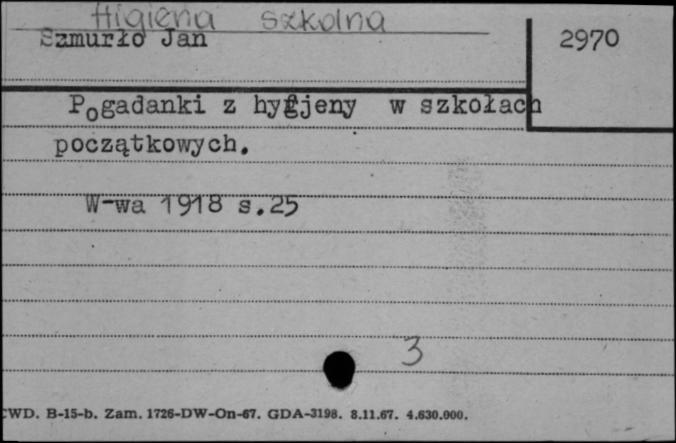 Higiena szkolna
Szmurło Jan
2970
Pogadanki z hygjeny w szkołach
początkowych.
W-wa 1918 s.25
3
CWD. B-15-b. Zam. 1726-DW-On-67. GDA-3198. 8.11.67. 4.630.000.